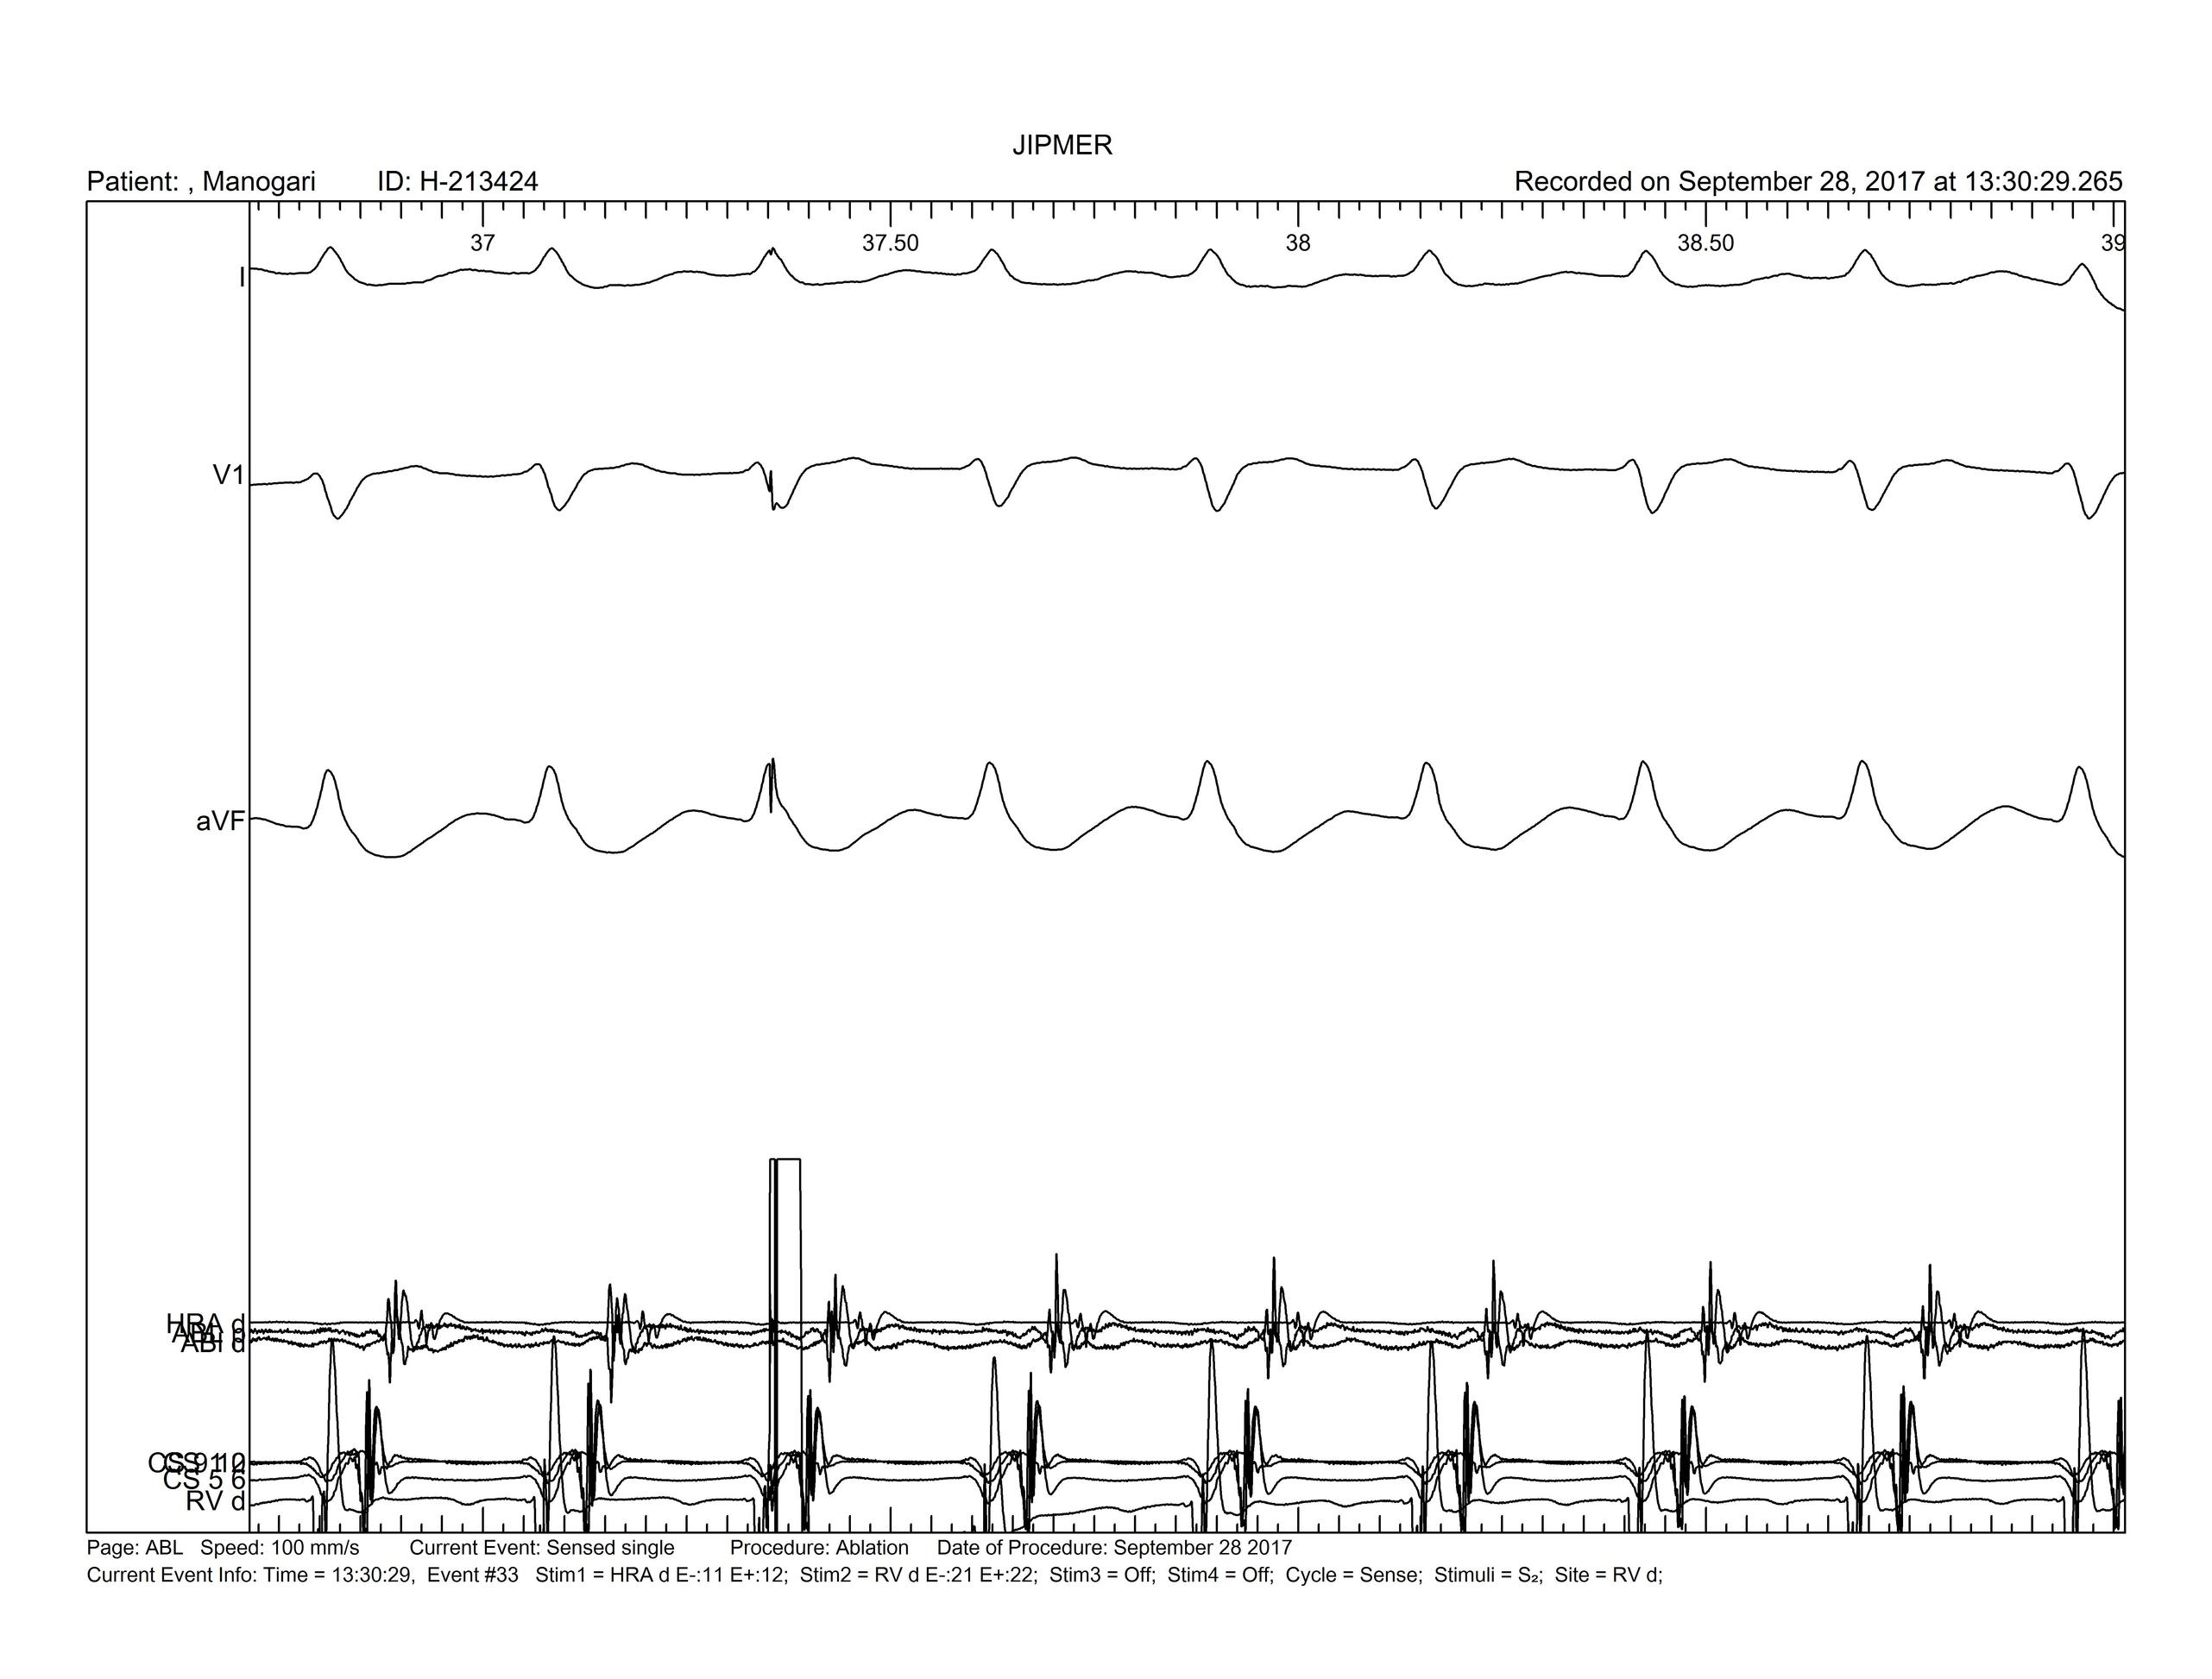 JIPMER
Patient: , Manogari ID: H-213424 Recorded on September 28, 2017 at 13:30:29.265
37 37.50 38 38.50 39
I
V1
aVF
HRA d
ABl d
CS 9 10
CS 5 6
RV d
Page: ABL Speed: 100 mm/s Current Event: Sensed single Procedure: Ablation Date of Procedure: September 28 2017
Current Event Info: Time = 13:30:29, Event #33 Stim1 = HRA d E-:11 E+:12; Stim2 = RV d E-:21 E+:22; Stim3 = Off; Stim4 = Off; Cycle = Sense; Stimuli = S₂; Site = RV d;